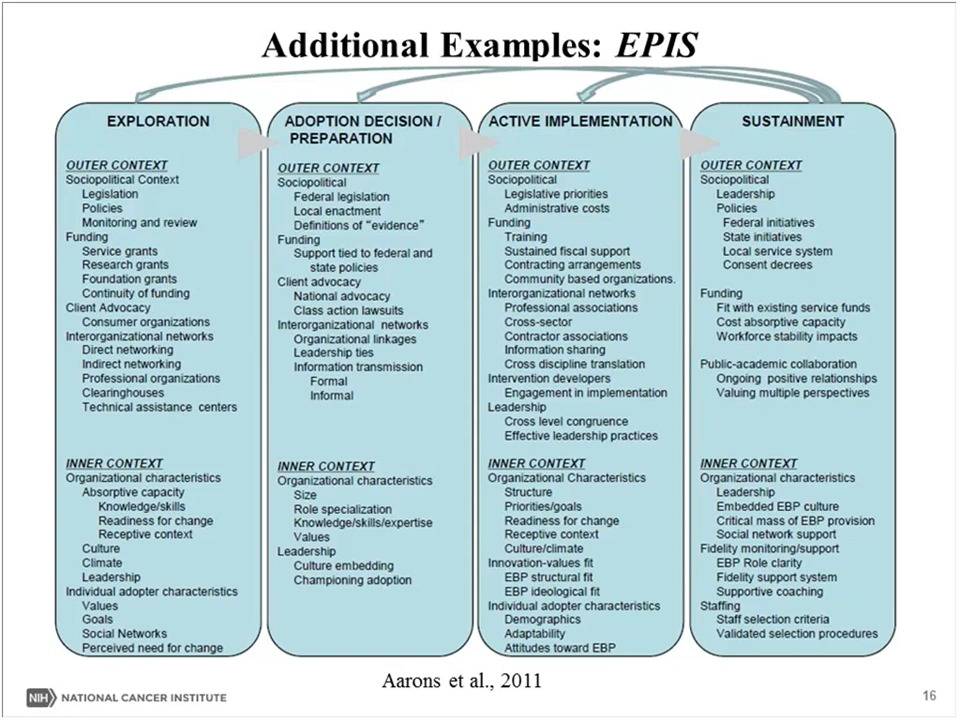 Additional Examples: EPIS
EXPLORATION
OUTER CONTEXT
Sociopolitical Context
Legislation
Policies
Monitoring and review
Funding
Service grants
Research grants
Foundation grants
Continuity of funding
Client Advocacy
Consumer organizations
Interorganizational networks
Direct networking
Indirect networking
Professional organizations
Clearinghouses
Technical assistance centers
INNER CONTEXT
Organizational characteristics
Absorptive capacity
Knowledge/skills
Readiness for change
Receptive context
Culture
Climate
Leadership
Individual adopter characteristics
Values
Goals
Social Networks
Perceived need for change
ADOPTION DECISION /
PREPARATION
OUTER CONTEXT
Sociopolitical
Federal legislation
Local enactment
Definitions of “evidence”
Funding
Support tied to federal and
state policies
Client advocacy
National advocacy
Class action lawsuits
Interorganizational networks
Organizational linkages
Leadership ties
Information transmission
Formal
Informal
INNER CONTEXT
Organizational characteristics
Size
Role specialization
Knowledge/skills/expertise
Values
Leadership
Culture embedding
Championing adoption
ACTIVE IMPLEMENTATION
OUTER CONTEXT
Sociopolitical
Legislative priorities
Administrative costs
Funding
Training
Sustained fiscal support
Contracting arrangements
Community based organizations.
Interorganizational networks
Professional associations
Cross-sector
Contractor associations
Information sharing
Cross discipline translation
Intervention developers
Engagement in implementation
Leadership
Cross level congruence
Effective leadership practices
INNER CONTEXT
Organizational Characteristics
Structure
Priorities/goals
Readiness for change
Receptive context
Culture/climate
Innovation-values fit
EBP structural fit
EBP ideological fit
Individual adopter characteristics
Demographics
Adaptability
Attitudes toward EBP
SUSTAINMENT
OUTER CONTEXT
Sociopolitical
Leadership
Policies
Federal initiatives
State initiatives
Local service system
Consent decrees
Funding
Fit with existing service funds
Cost absorptive capacity
Workforce stability impacts
Public-academic collaboration
Ongoing positive relationships
Valuing multiple perspectives
INNER CONTEXT
Organizational characteristics
Leadership
Embedded EBP culture
Critical mass of EBP provision
Social network support
Fidelity monitoring/support
EBP Role clarity
Fidelity support system
Supportive coaching
Staffing
Staff selection criteria
Validated selection procedures
Aarons et al., 2011
NIH NATIONAL CANCER INSTITUTE
16